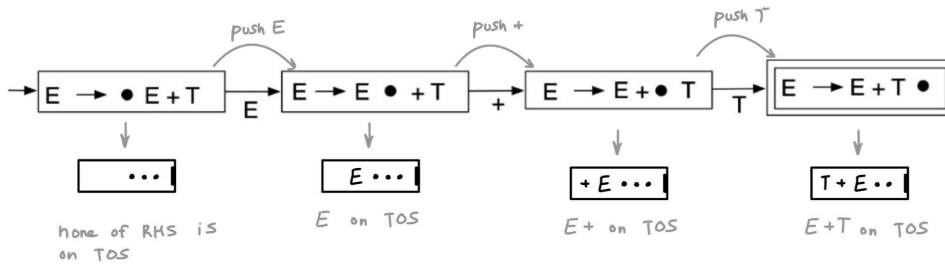 push E
push +
push T
E → • E + T
E
E → E • + T
+
E → E + • T
T
E → E + T •
•••
E •••
+ E •••
T + E ••
none of RHS is
on TOS
E on TOS
E+ on TOS
E+T on TOS